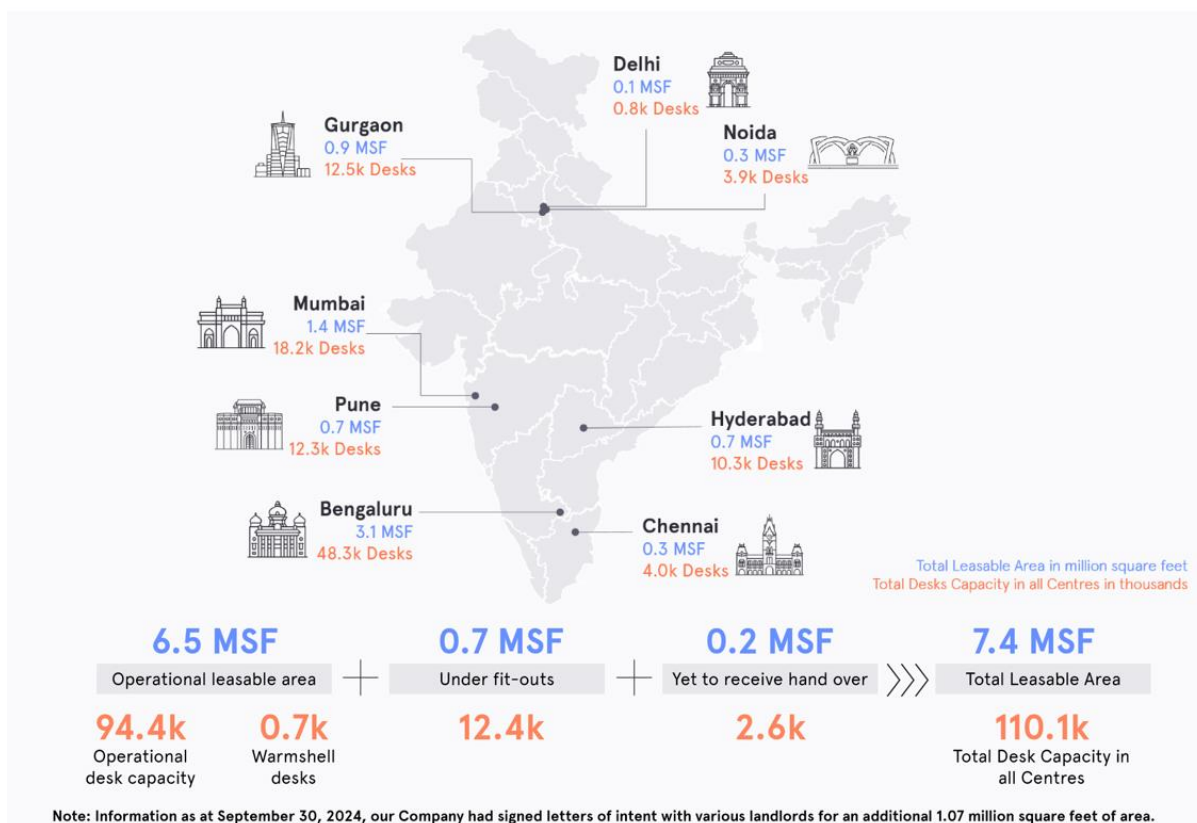 Delhi
0.1 MSF
0.8k Desks
Gurgaon
0.9 MSF
12.5k Desks
Noida
0.3 MSF
3.9k Desks
Mumbai
1.4 MSF
18.2k Desks
Pune
0.7 MSF
12.3k Desks
Hyderabad
0.7 MSF
10.3k Desks
Bengaluru
3.1 MSF
48.3k Desks
Chennai
0.3 MSF
4.0k Desks
Total Leasable Area in million square feet
Total Desks Capacity in all Centres in thousands
6.5 MSF
Operational leasable area
0.7 MSF
Under fit-outs
0.2 MSF
Yet to receive hand over
7.4 MSF
Total Leasable Area
94.4k
Operational
desk capacity
0.7k
Warmshell
desks
12.4k
2.6k
110.1k
Total Desk Capacity in
all Centres
Note: Information as at September 30, 2024, our Company had signed letters of intent with various landlords for an additional 1.07 million square feet of area.